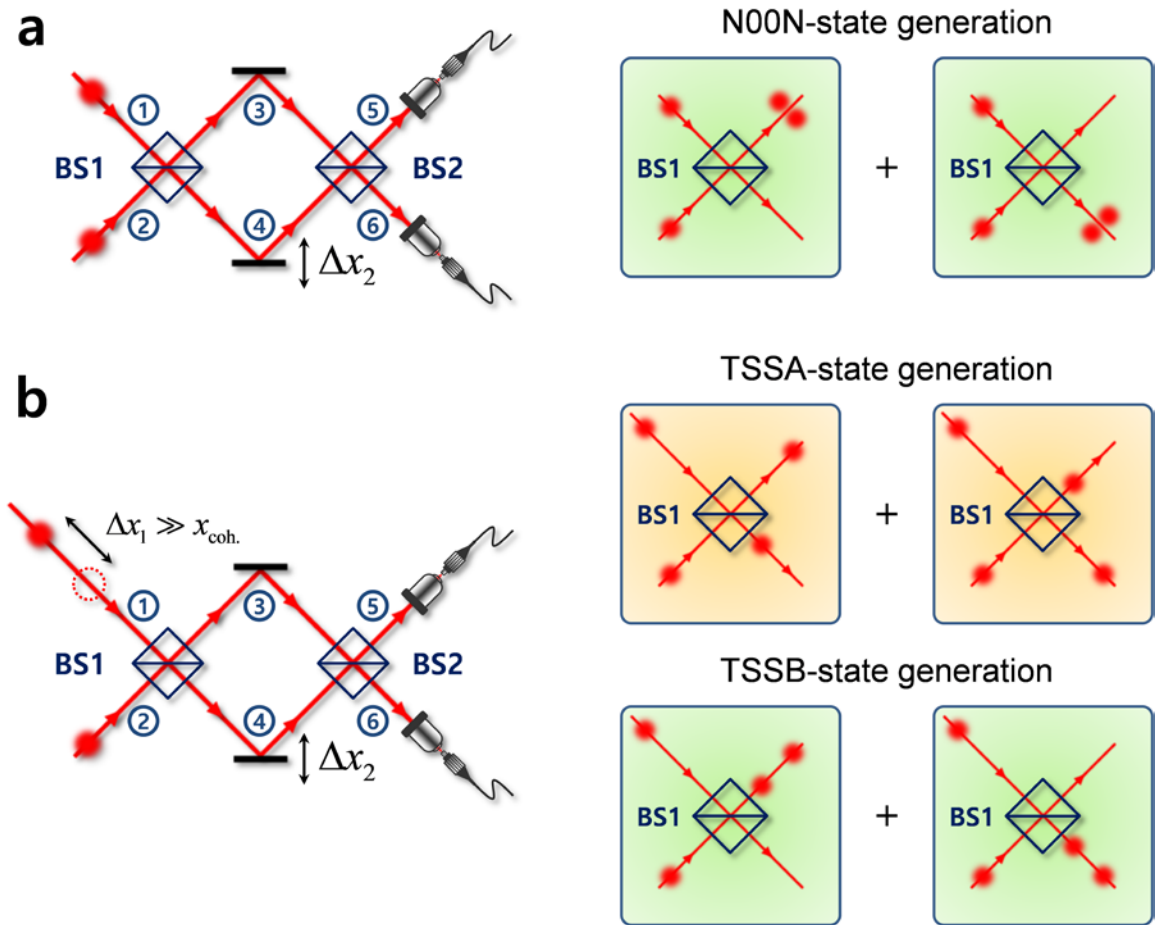 a
N00N-state generation
① ③ ⑤
BS1 BS2
② ④ ⑥
Δx₂
BS1 + BS1
b
TSSA-state generation
Δx₁ ≫ x_coh.
BS1 + BS1
① ③ ⑤
BS1 BS2
② ④ ⑥
Δx₂
TSSB-state generation
BS1 + BS1